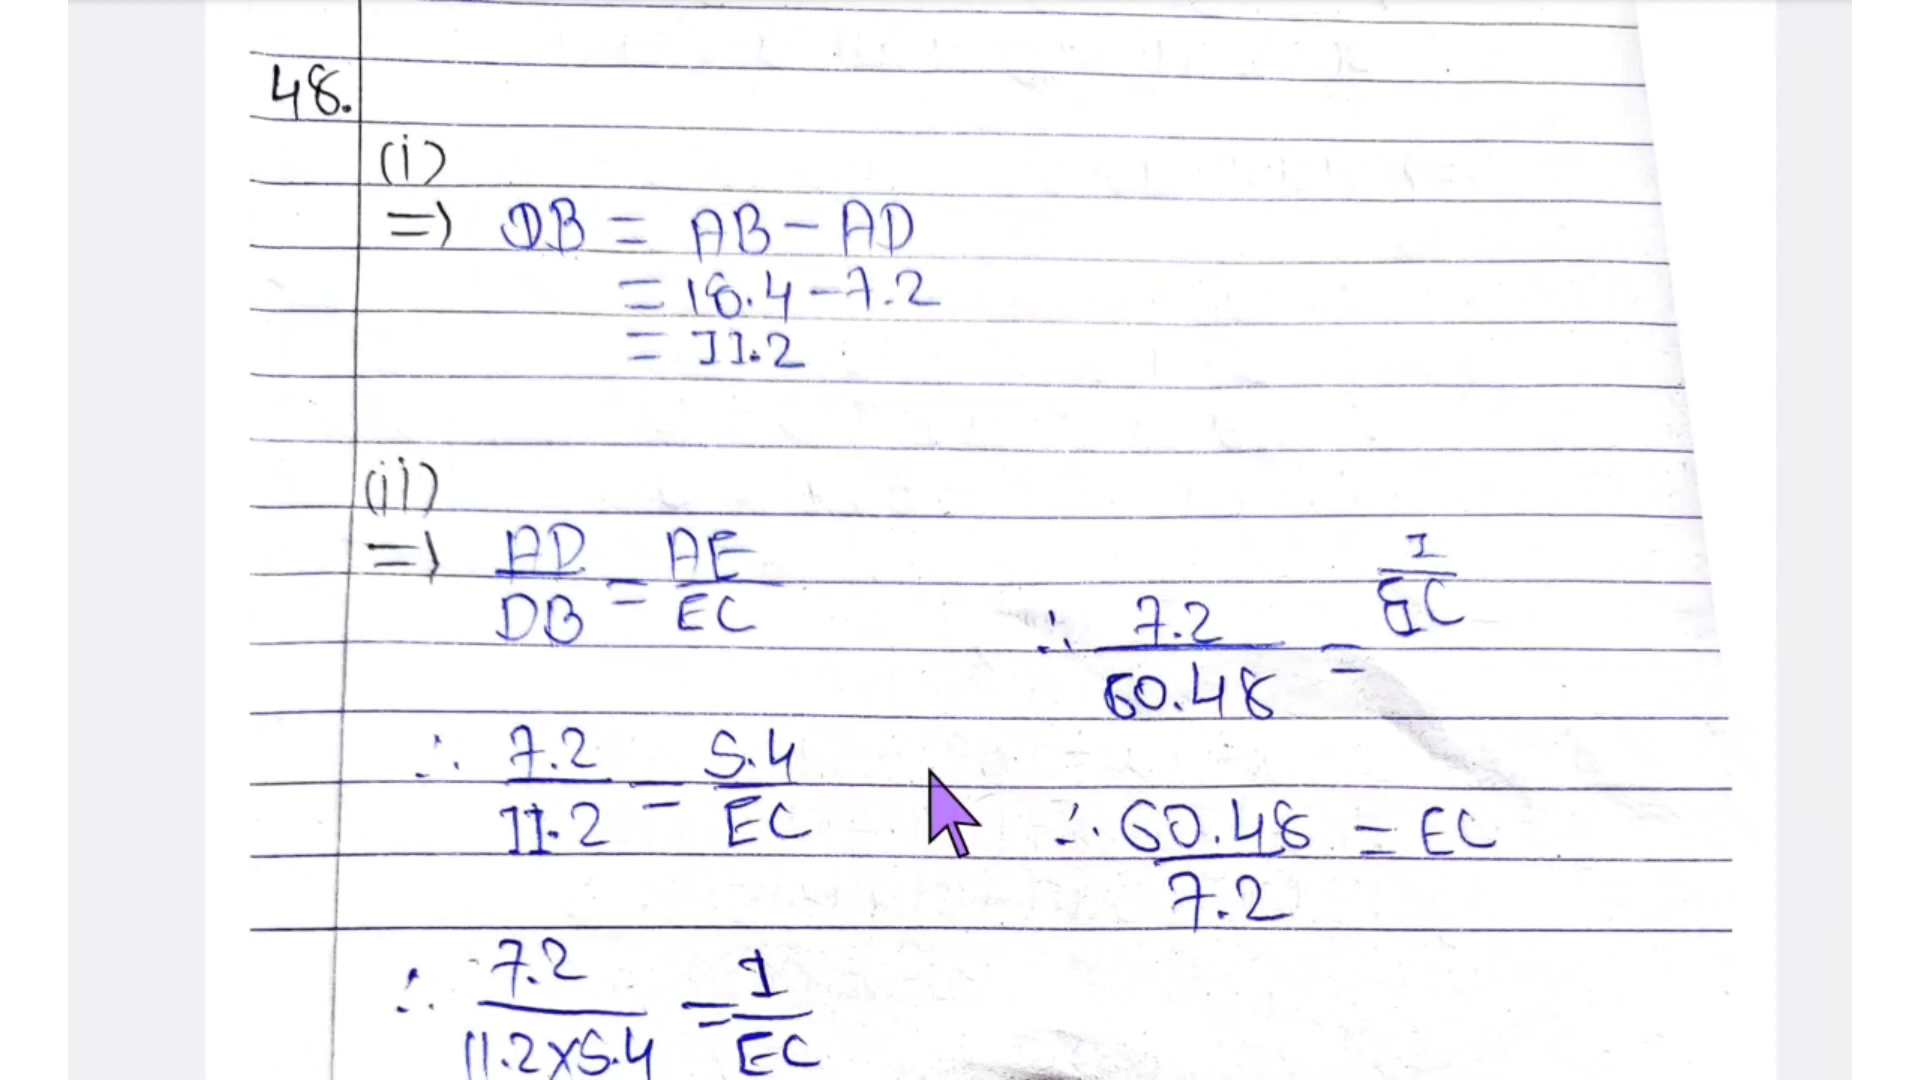 48.
(i)
=> DB = AB - AD
= 18.4 - 7.2
= 11.2
(ii)
=> AD/DB = AE/EC
∴ 7.2/11.2 = 5.4/EC
∴ 7.2/11.2×5.4 = 1/EC
∴ 7.2/60.48 = 1/EC
∴ 60.48/7.2 = EC